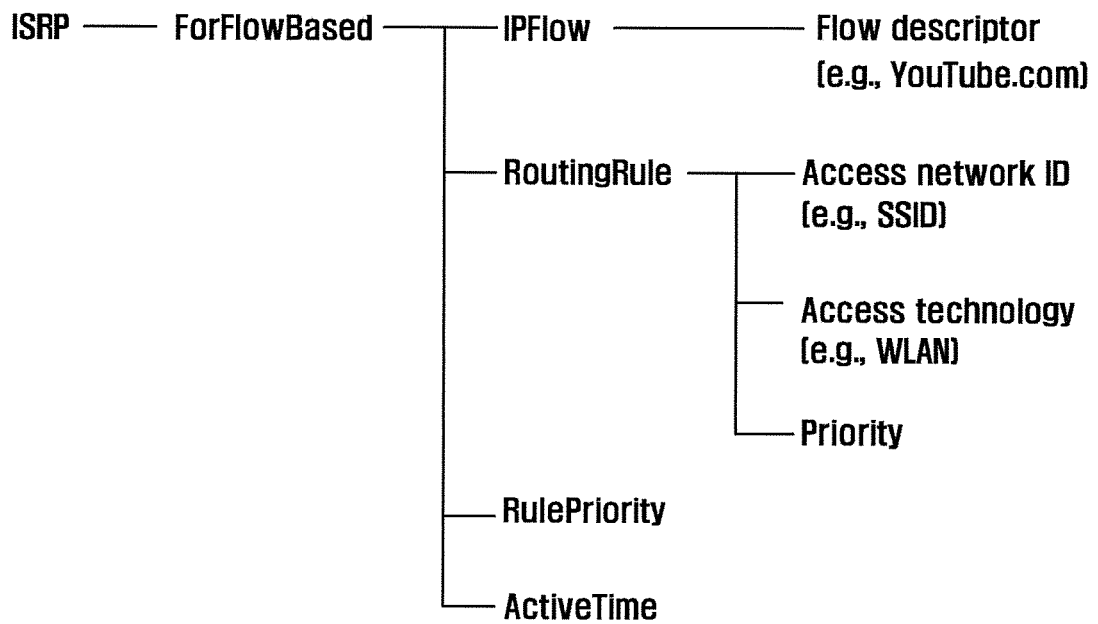 ISRP ForFlowBased IPFlow Flow descriptor
(e.g., YouTube.com)
RoutingRule Access network ID
(e.g., SSID)
Access technology
(e.g., WLAN)
Priority
RulePriority
ActiveTime